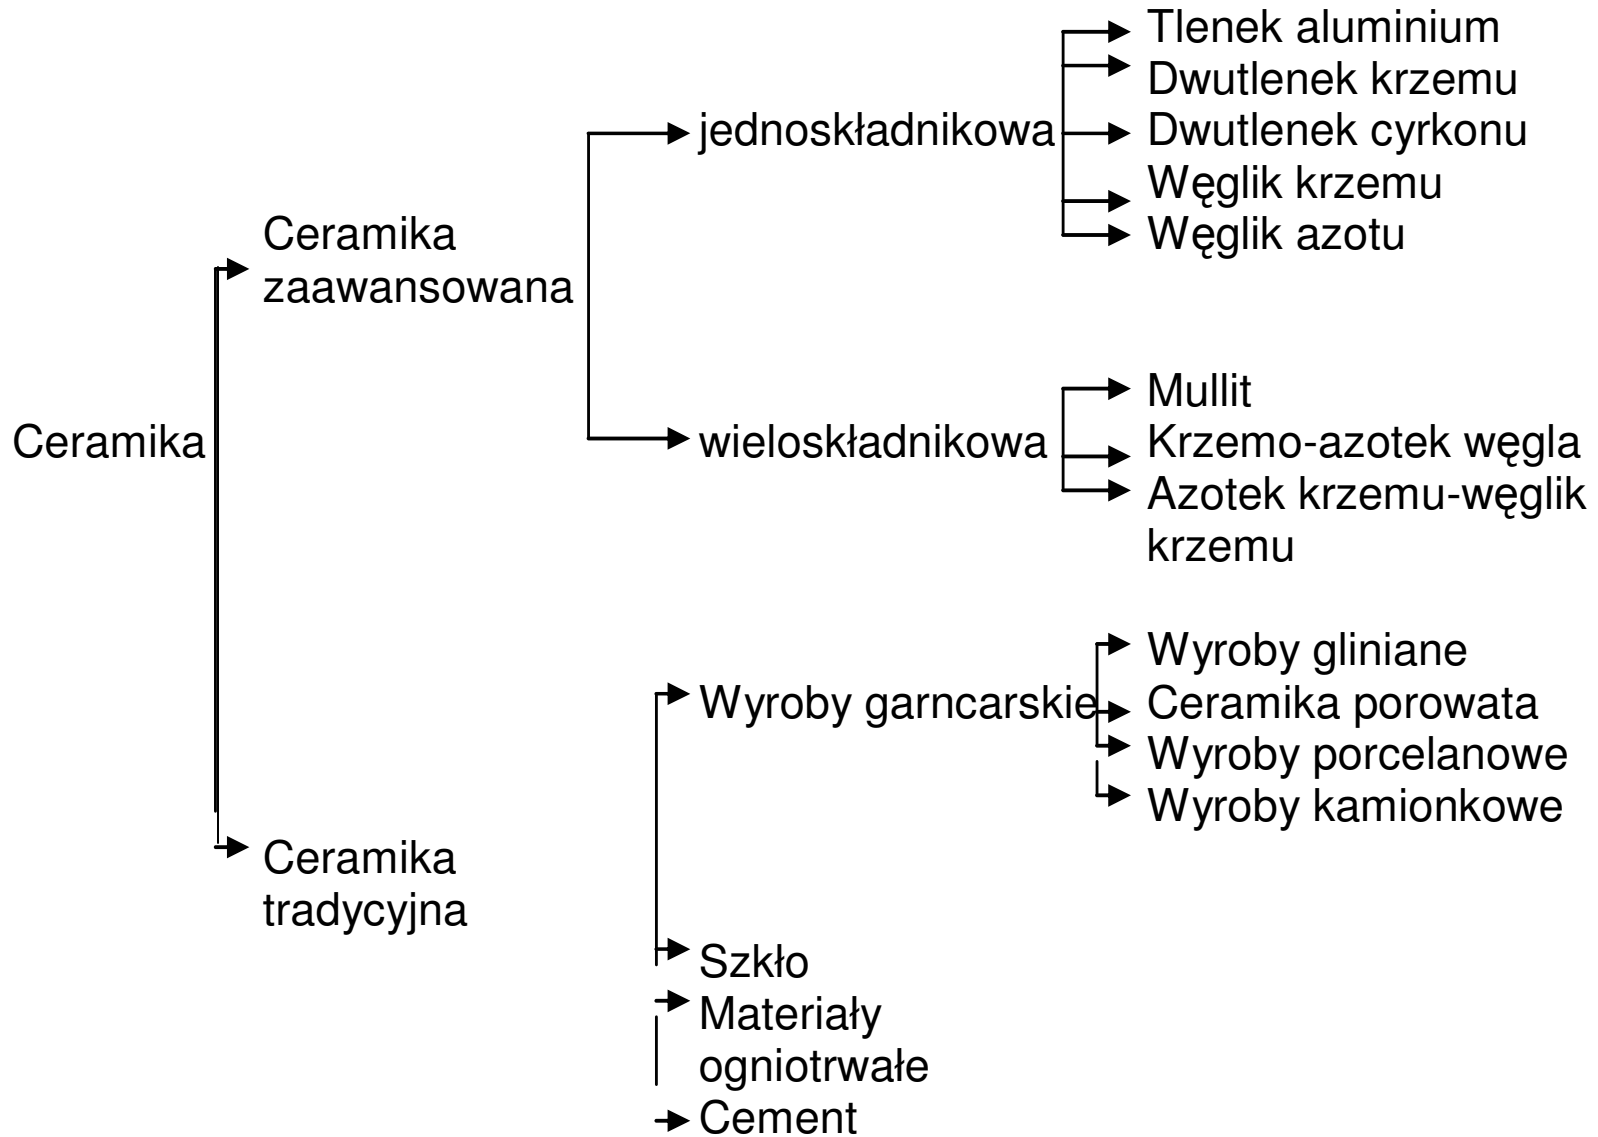 Ceramika
Ceramika
zaawansowana
jednoskładnikowa
Tlenek aluminium
Dwutlenek krzemu
Dwutlenek cyrkonu
Węglik krzemu
Węglik azotu
wieloskładnikowa
Mullit
Krzemo-azotek węgla
Azotek krzemu-węglik
krzemu
Ceramika
tradycyjna
Wyroby garncarskie
Wyroby gliniane
Ceramika porowata
Wyroby porcelanowe
Wyroby kamionkowe
Szkło
Materiały
ogniotrwałe
Cement